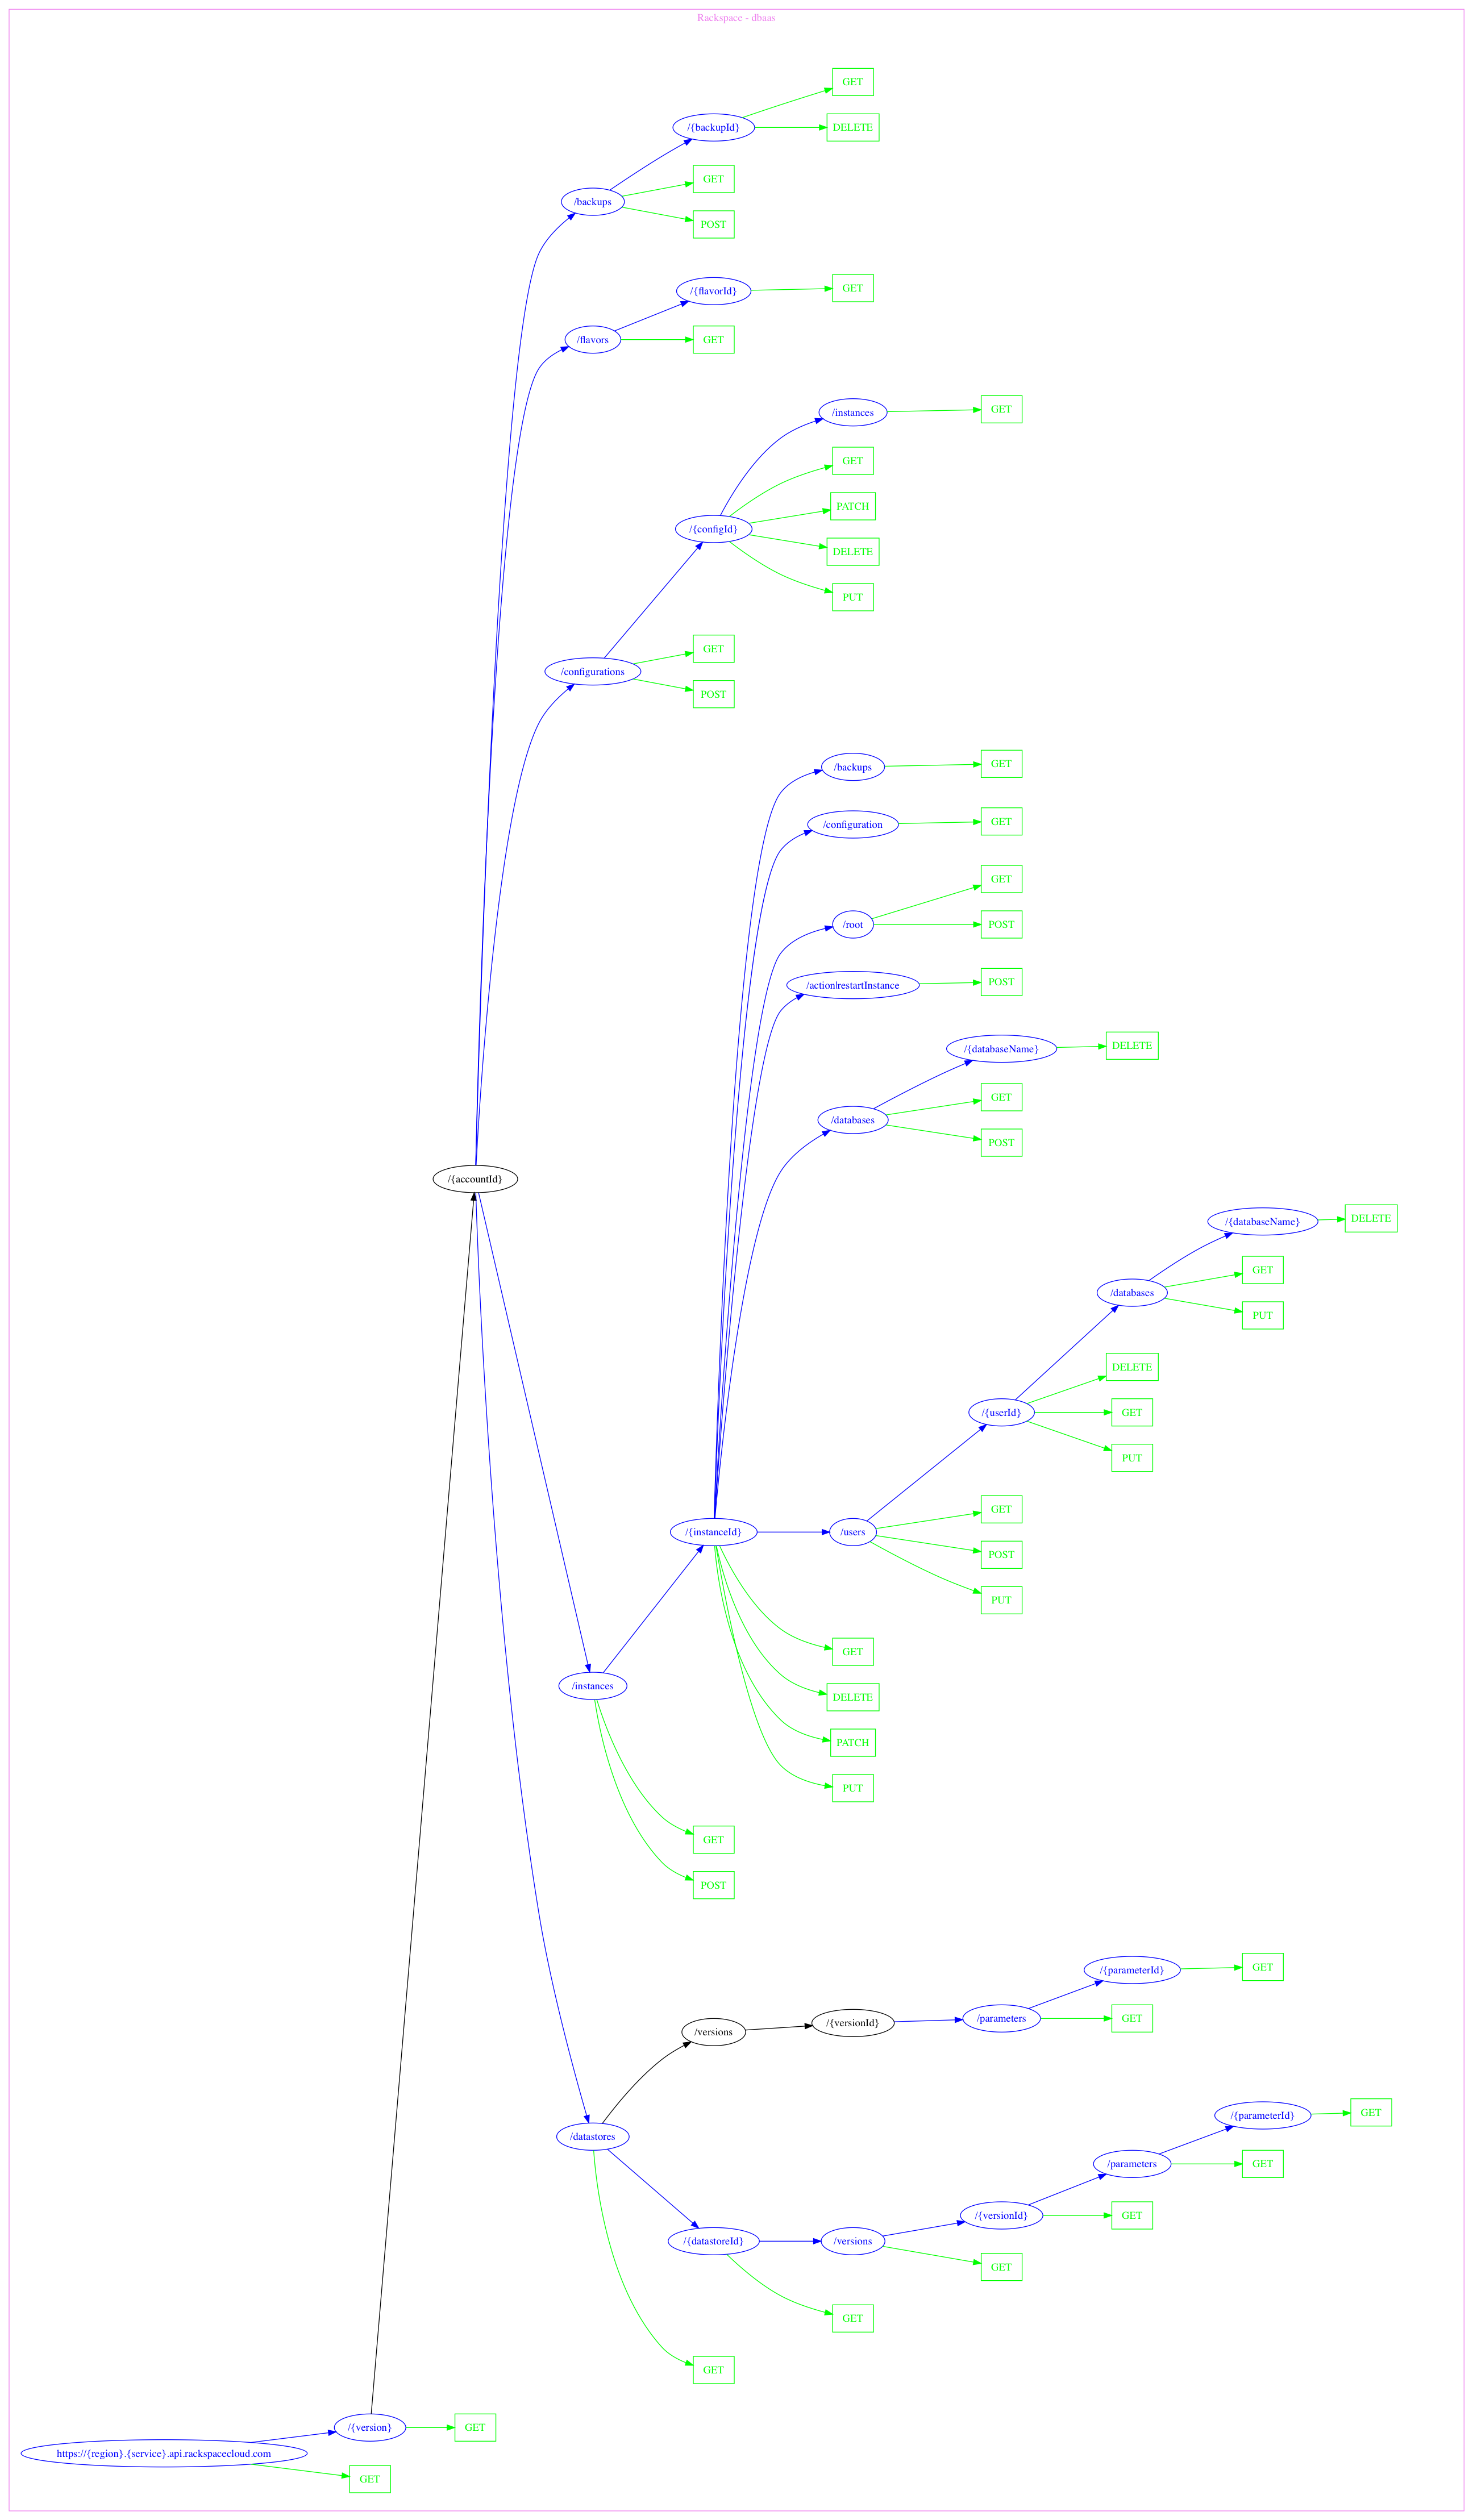 Rackspace - dbaas
GET
/{backupId}
DELETE
GET
/backups
POST
GET
/{flavorId}
/flavors
GET
GET
/instances
GET
PATCH
/{configId}
DELETE
PUT
GET
/configurations
POST
/backups
GET
/configuration
GET
GET
/root
POST
/action|restartInstance
POST
/{databaseName}
DELETE
GET
/databases
POST
/{accountId}
/{databaseName}
DELETE
GET
/databases
PUT
DELETE
/{userId}
GET
PUT
GET
/{instanceId}
/users
POST
PUT
GET
/instances
DELETE
PATCH
PUT
GET
POST
/{parameterId}
GET
/versions
/{versionId}
/parameters
GET
/{parameterId}
GET
/datastores
/parameters
GET
/{versionId}
GET
/{datastoreId}
/versions
GET
GET
GET
/{version}
GET
https://{region}.{service}.api.rackspacecloud.com
GET